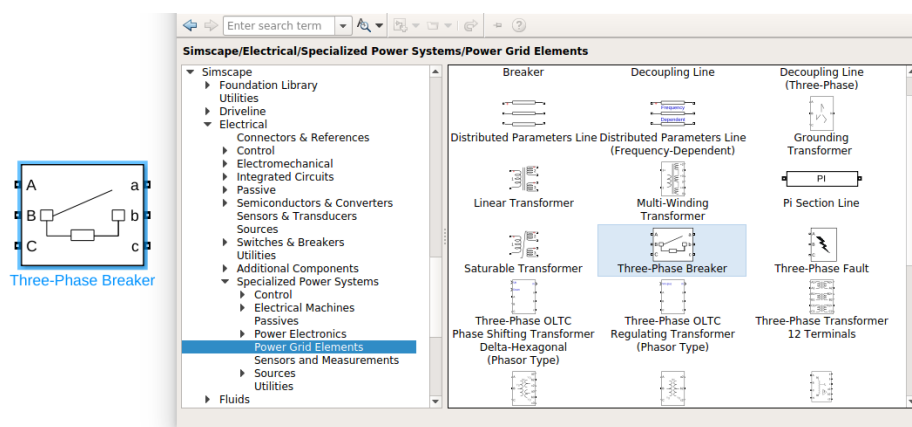 Enter search term
Simscape/Electrical/Specialized Power Systems/Power Grid Elements
Simscape
Foundation Library
Utilities
Driveline
Electrical
Connectors & References
Control
Electromechanical
Integrated Circuits
Passive
Semiconductors & Converters
Sensors & Transducers
Sources
Switches & Breakers
Utilities
Additional Components
Specialized Power Systems
Control
Electrical Machines
Passives
Power Electronics
Power Grid Elements
Sensors and Measurements
Sources
Utilities
Fluids
A a
B b
C c
Three-Phase Breaker
Breaker
Decoupling Line
Decoupling Line
(Three-Phase)
Distributed Parameters Line
Frequency
Dependent
Distributed Parameters Line
(Frequency-Dependent)
Grounding
Transformer
Linear Transformer
Multi-Winding
Transformer
PI
Pi Section Line
Saturable Transformer
Three-Phase Breaker
Three-Phase Fault
Three-Phase OLTC
Phase Shifting Transformer
Delta-Hexagonal
(Phasor Type)
Three-Phase OLTC
Regulating Transformer
(Phasor Type)
Three-Phase Transformer
12 Terminals